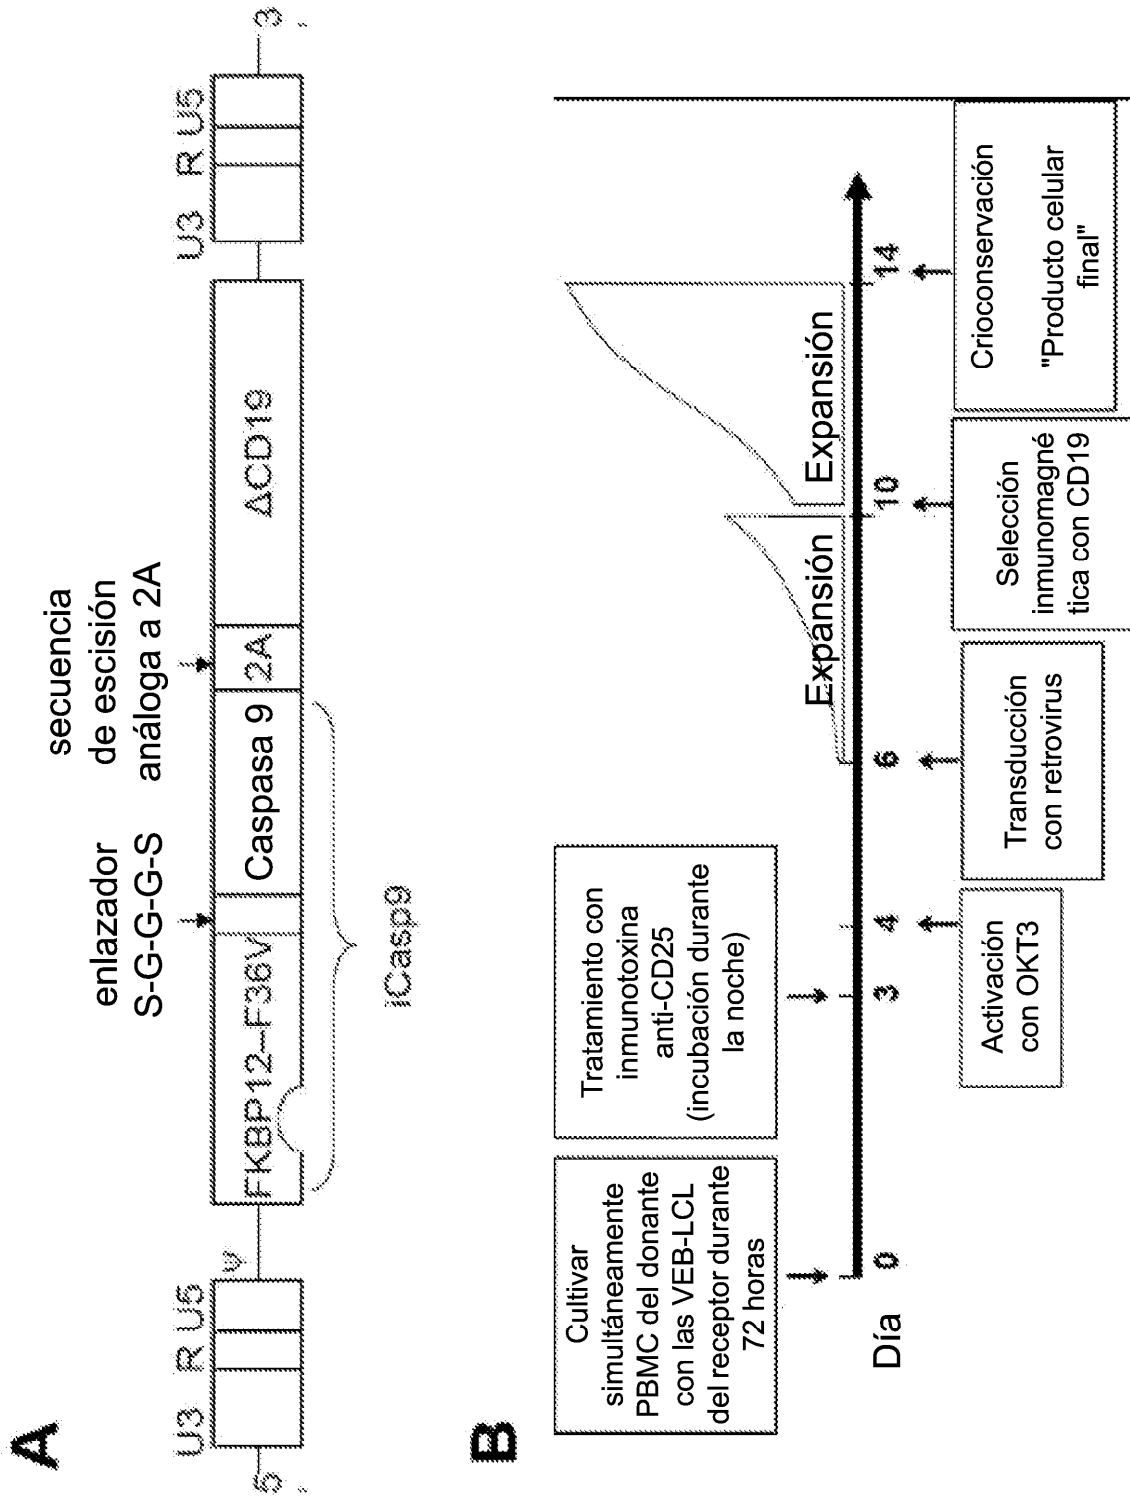 A
secuencia
de escisión
análoga a 2A
enlazador
S-G-G-G-S
U3 R U5
ψ
FKBP12–F36V
Caspasa 9
2A
ΔCD19
U3 R U5
5'
3'
iCasp9
B
Cultivar
simultáneamente
PBMC del donante
con las VEB-LCL
del receptor durante
72 horas
Tratamiento con
inmunotoxina
anti-CD25
(incubación durante
la noche)
Expansión
Expansión
Día
0
3
4
6
10
14
Activación
con OKT3
Transducción
con retrovirus
Selección
inmunomagné
tica con CD19
Crioconservación
"Producto celular
final"